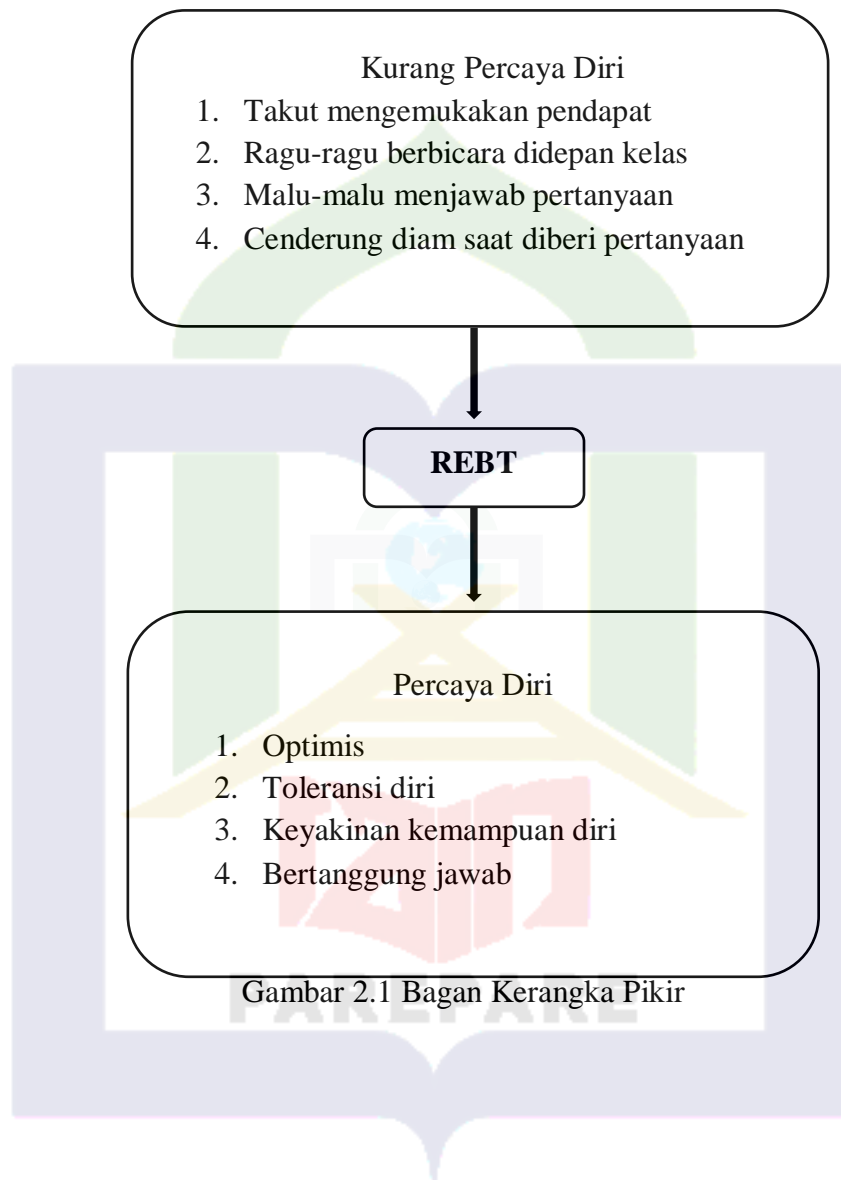 Kurang Percaya Diri
1. Takut mengemukakan pendapat
2. Ragu-ragu berbicara didepan kelas
3. Malu-malu menjawab pertanyaan
4. Cenderung diam saat diberi pertanyaan
REBT
Percaya Diri
1. Optimis
2. Toleransi diri
3. Keyakinan kemampuan diri
4. Bertanggung jawab
Gambar 2.1 Bagan Kerangka Pikir
PAREPARE